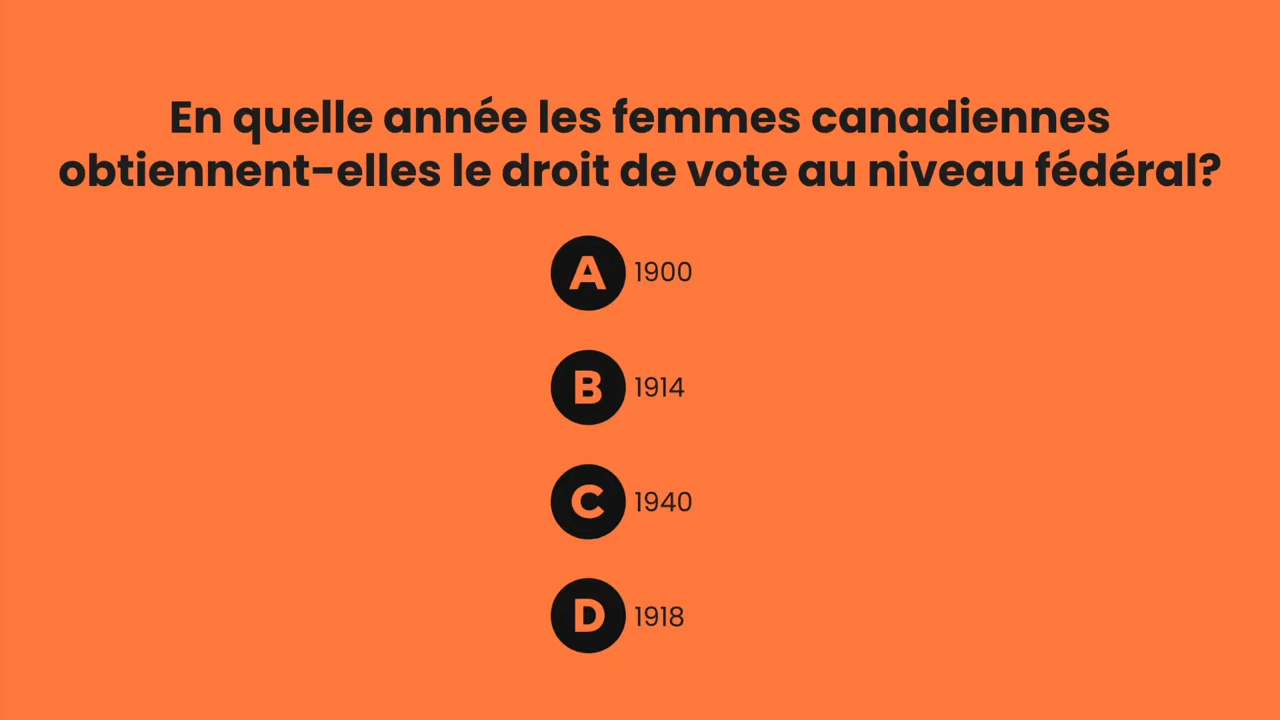 En quelle année les femmes canadiennes
obtiennent-elles le droit de vote au niveau fédéral?
A 1900
B 1914
C 1940
D 1918